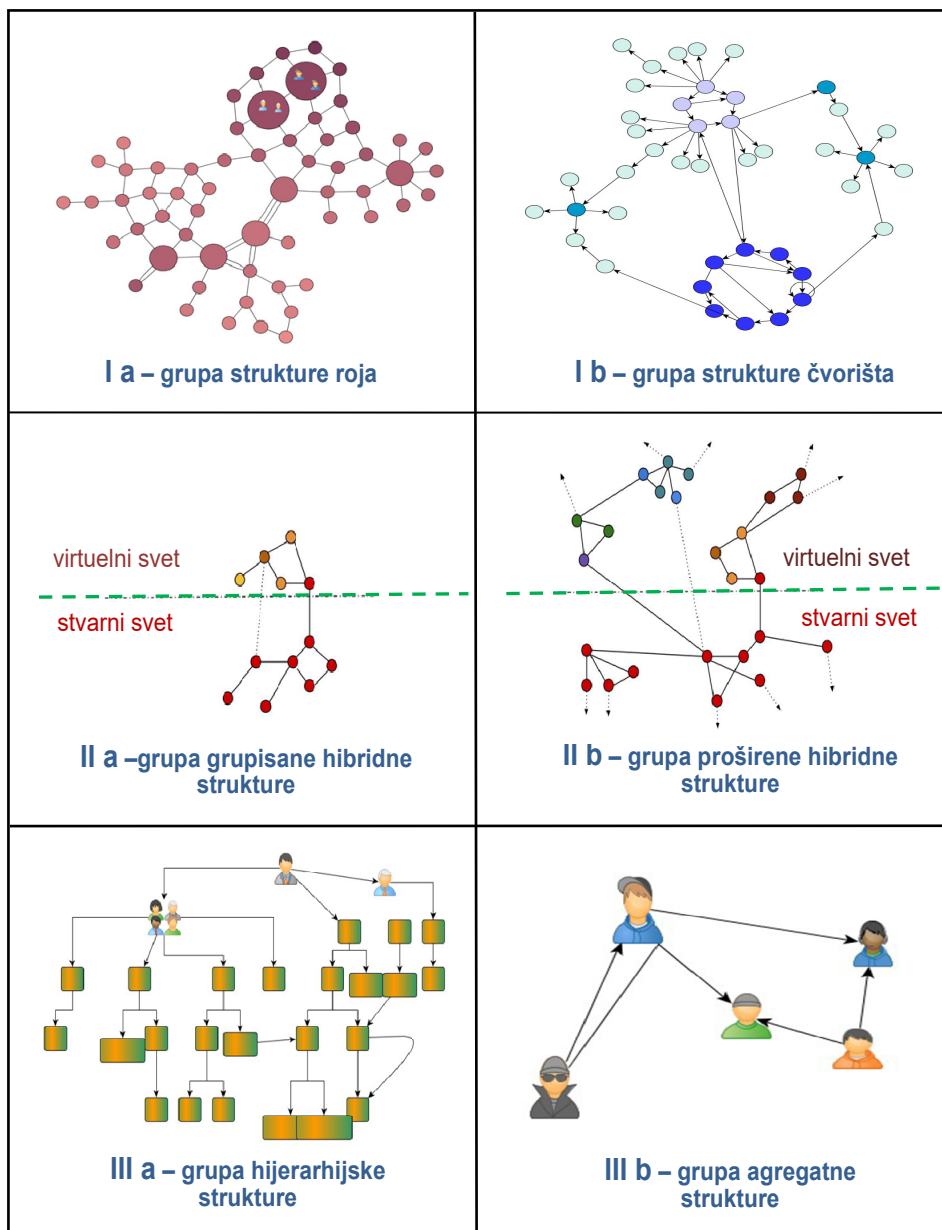 I a – grupa strukture roja
I b – grupa strukture čvorišta
virtuelni svet
stvarni svet
II a –grupa grupisane hibridne
strukture
virtuelni svet
stvarni svet
II b – grupa proširene hibridne
strukture
III a – grupa hijerarhijske
strukture
III b – grupa agregatne
strukture